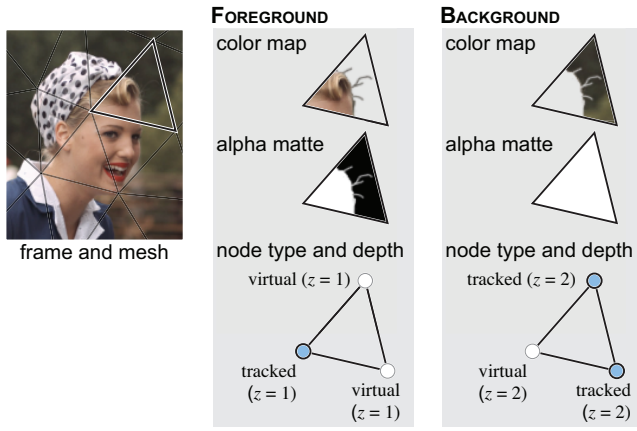 FOREGROUND
color map
alpha matte
node type and depth
virtual (z = 1)
tracked
(z = 1)
virtual
(z = 1)
BACKGROUND
color map
alpha matte
node type and depth
tracked (z = 2)
virtual
(z = 2)
tracked
(z = 2)
frame and mesh